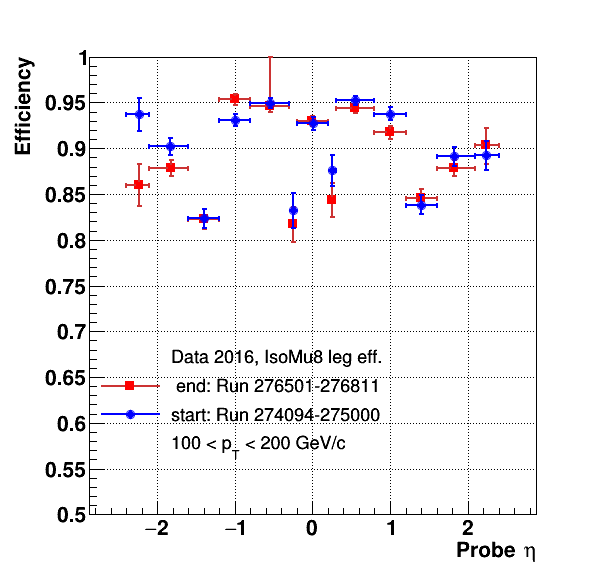 Efficiency
1
0.95
0.9
0.85
0.8
0.75
0.7
0.65
0.6
0.55
0.5
Data 2016, IsoMu8 leg eff.
end: Run 276501-276811
start: Run 274094-275000
100 < p_T < 200 GeV/c
−2 −1 0 1 2
Probe η